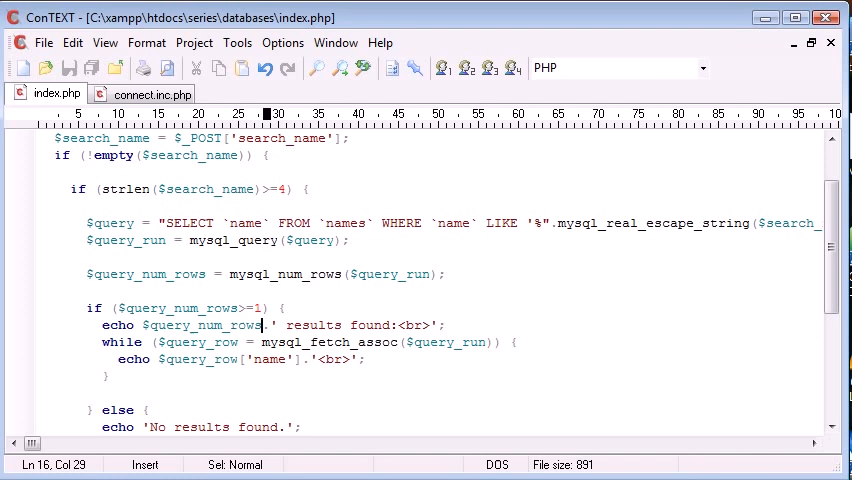 ConTEXT - [C:\xampp\htdocs\series\databases\index.php]
File Edit View Format Project Tools Options Window Help
1 2 3 4 PHP
index.php connect.inc.php
5 10 15 20 25 30 35 40 45 50 55 60 65 70 75 80 85 90 95 10
$search_name = $_POST['search_name'];
if (!empty($search_name)) {
if (strlen($search_name)>=4) {
$query = "SELECT `name` FROM `names` WHERE `name` LIKE '%".mysql_real_escape_string($search_
$query_run = mysql_query($query);
$query_num_rows = mysql_num_rows($query_run);
if ($query_num_rows>=1) {
echo $query_num_rows.' results found:<br>';
while ($query_row = mysql_fetch_assoc($query_run)) {
echo $query_row['name'].'<br>';
}
} else {
echo 'No results found.';
Ln 16, Col 29 Insert Sel: Normal DOS File size: 891